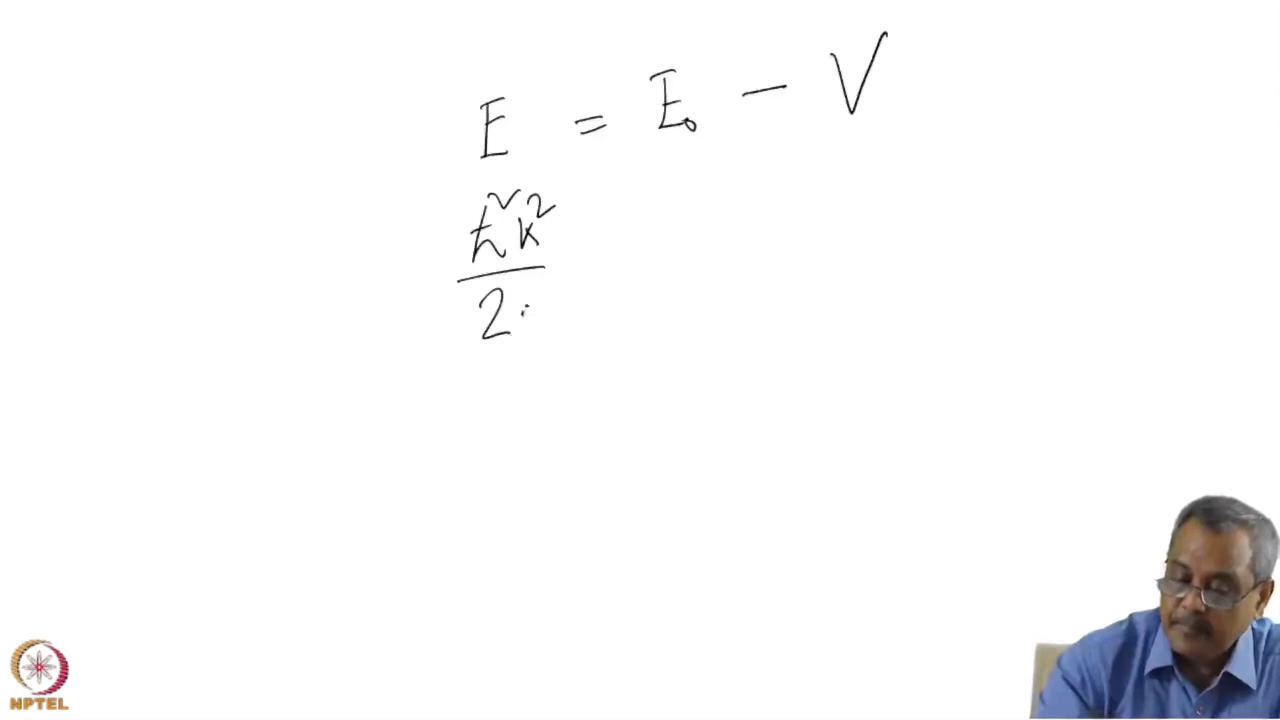 E = E₀ - V
ħ²k²
2
NPTEL